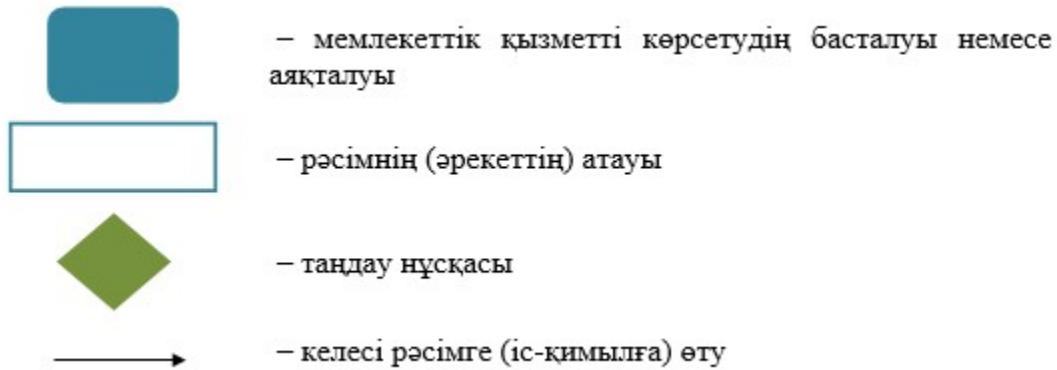 – мемлекеттік қызметті көрсетудің басталуы немесе
аяқталуы
– рәсімнің (әрекеттің) атауы
– таңдау нұсқасы
– келесі рәсімге (іс-қимылға) өту